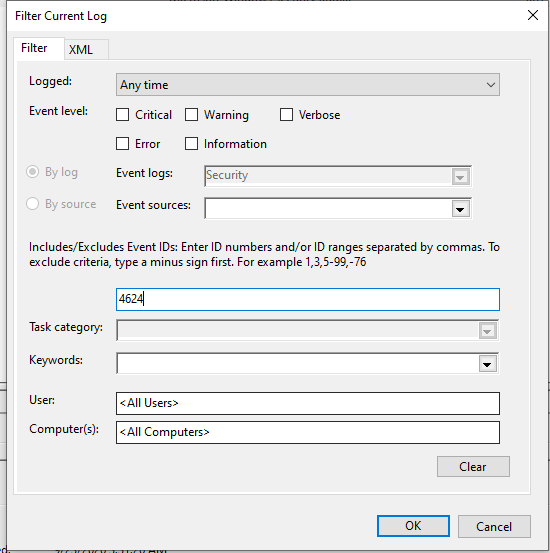 Filter Current Log
Filter XML
Logged: Any time
Event level: Critical Warning Verbose
Error Information
By log Event logs: Security
By source Event sources:
Includes/Excludes Event IDs: Enter ID numbers and/or ID ranges separated by commas. To
exclude criteria, type a minus sign first. For example 1,3,5-99,-76
4624
Task category:
Keywords:
User: <All Users>
Computer(s): <All Computers>
Clear
OK Cancel